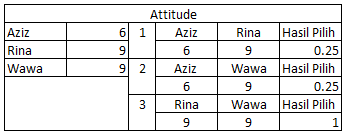 Attitude
Aziz 6 1 Aziz Rina Hasil Pilih
Rina 9 6 9 0.25
Wawa 9 2 Aziz Wawa Hasil Pilih
6 9 0.25
3 Rina Wawa Hasil Pilih
9 9 1